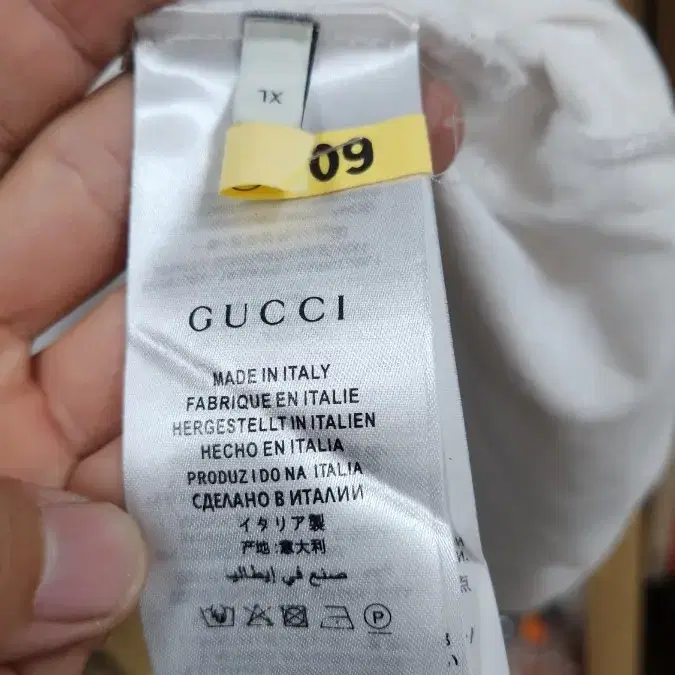 XL
09
GUCCI
MADE IN ITALY
FABRIQUE EN ITALIE
HERGESTELLT IN ITALIEN
HECHO EN ITALIA
PRODUZIDO NA ITALIA
СДЕЛАНО В ИТАЛИИ
イタリア製
产地:意大利
صنع في إيطاليا
P